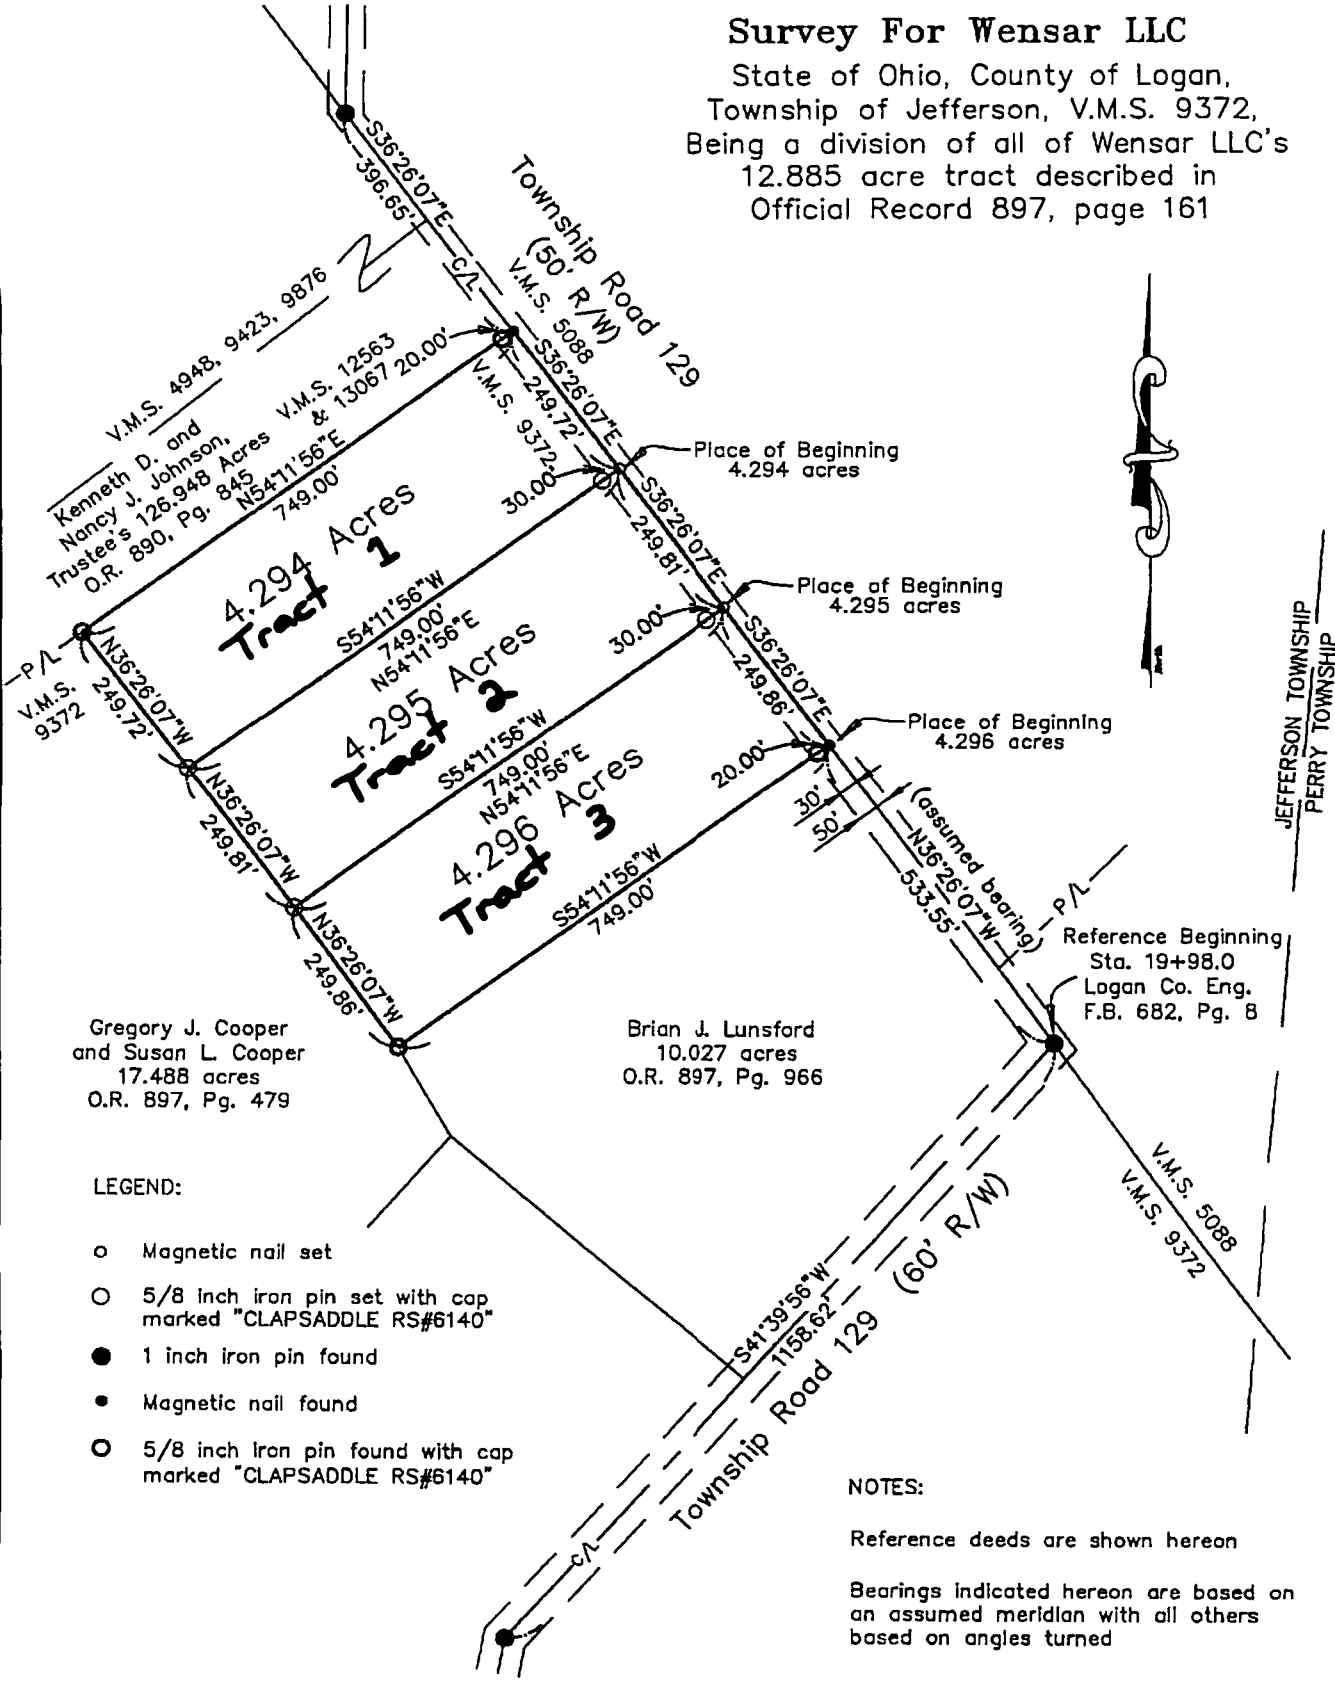 Survey For Wensar LLC
State of Ohio, County of Logan,
Township of Jefferson, V.M.S. 9372,
Being a division of all of Wensar LLC's
12.885 acre tract described in
Official Record 897, page 161
S36°26'07"E
396.65'
C/L
Township Road 129
(50' R/W)
V.M.S. 5088
V.M.S. 9372
V.M.S. 4948, 9423, 9876
V.M.S. 12563
& 13067
20.00'
Kenneth D. and
Nancy J. Johnson,
Trustee's 126.948 Acres
O.R. 890, Pg. 845
N54°11'56"E
749.00'
S36°26'07"E
249.72'
Place of Beginning
4.294 acres
30.00'
4.294 Acres
Tract 1
S54°11'56"W
749.00'
N54°11'56"E
S36°26'07"E
249.81'
Place of Beginning
4.295 acres
30.00'
P/L
V.M.S.
9372
N36°26'07"W
249.72'
4.295 Acres
Tract 2
S54°11'56"W
749.00'
N54°11'56"E
S36°26'07"E
249.86'
Place of Beginning
4.296 acres
20.00'
N36°26'07"W
249.81'
4.296 Acres
Tract 3
S54°11'56"W
749.00'
30'
50'
(assumed bearing)
N36°26'07"W
533.55'
P/L
N36°26'07"W
249.86'
North
JEFFERSON TOWNSHIP
PERRY TOWNSHIP
Reference Beginning
Sta. 19+98.0
Logan Co. Eng.
F.B. 682, Pg. 8
Gregory J. Cooper
and Susan L. Cooper
17.488 acres
O.R. 897, Pg. 479
Brian J. Lunsford
10.027 acres
O.R. 897, Pg. 966
V.M.S. 5088
V.M.S. 9372
S41°39'56"W
1158.62'
Township Road 129 (60' R/W)
C/L
LEGEND:
Magnetic nail set
5/8 inch iron pin set with cap
marked "CLAPSADDLE RS#6140"
1 inch iron pin found
Magnetic nail found
5/8 inch iron pin found with cap
marked "CLAPSADDLE RS#6140"
NOTES:
Reference deeds are shown hereon
Bearings indicated hereon are based on
an assumed meridian with all others
based on angles turned